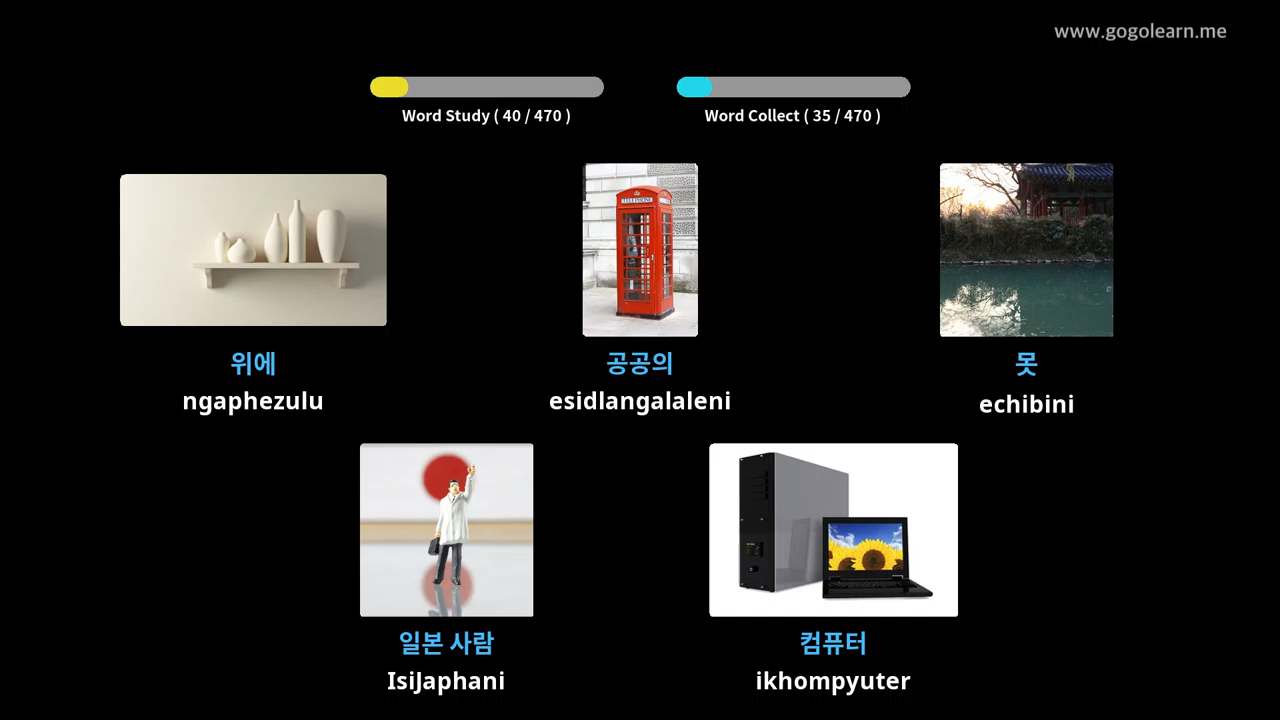 www.gogolearn.me
Word Study ( 40 / 470 )
Word Collect ( 35 / 470 )
TELEPHONE
위에
ngaphezulu
공공의
esidlangalaleni
못
echibini
일본 사람
IsiJaphani
컴퓨터
ikhompyuter